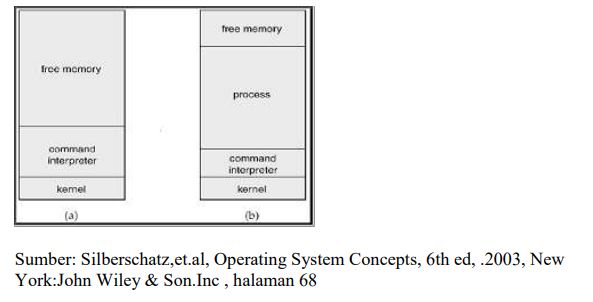 free memory
command
interpreter
kernel
(a)
free memory
process
command
interpreter
kernel
(b)
Sumber: Silberschatz,et.al, Operating System Concepts, 6th ed, .2003, New
York:John Wiley & Son.Inc , halaman 68